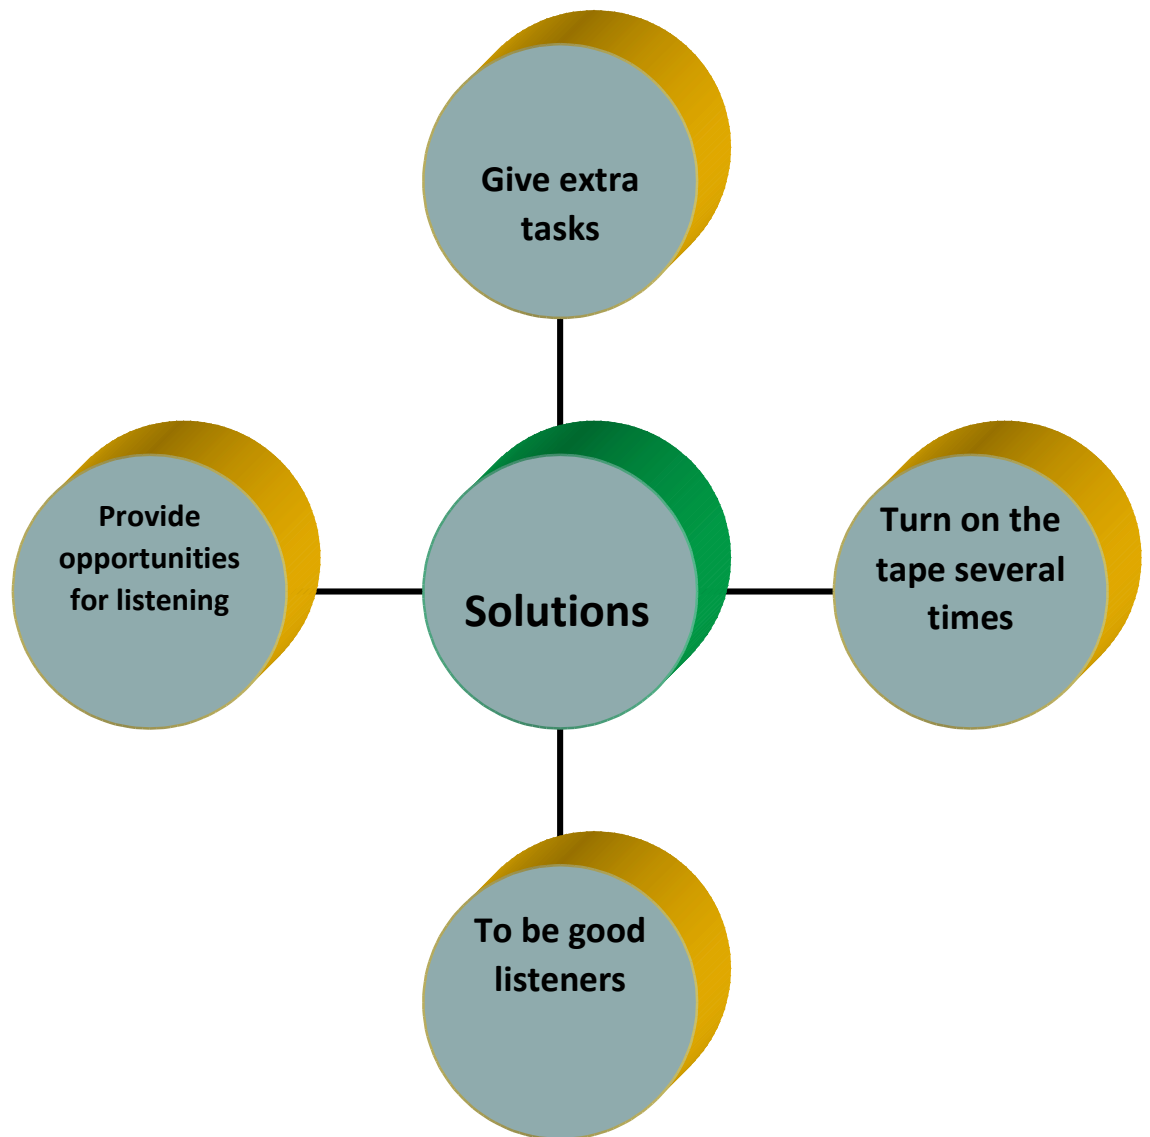 Give extra
tasks
Provide
opportunities
for listening
Solutions
Turn on the
tape several
times
To be good
listeners